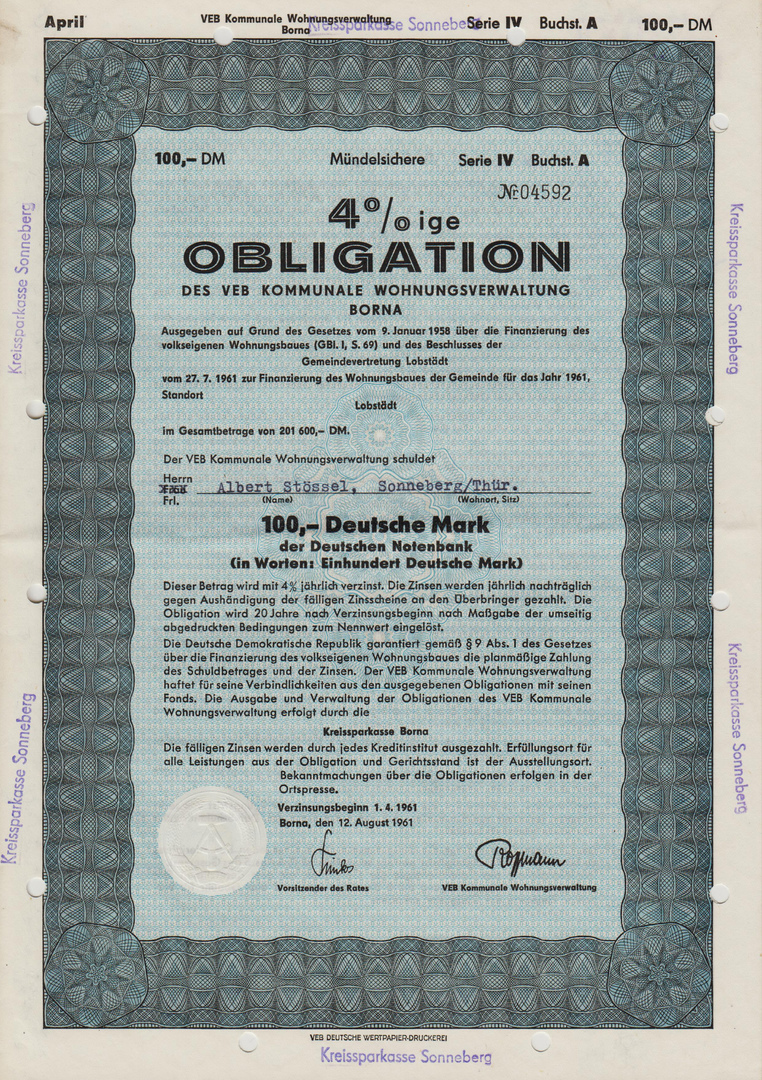 April
VEB Kommunale Wohnungsverwaltung
Borna
Kreissparkasse Sonneberg
Serie IV Buchst. A
100,— DM
100,— DM Mündelsichere Serie IV Buchst. A
№ 04592
4%ige
OBLIGATION
DES VEB KOMMUNALE WOHNUNGSVERWALTUNG
BORNA
Ausgegeben auf Grund des Gesetzes vom 9. Januar 1958 über die Finanzierung des
volkseigenen Wohnungsbaues (GBl. I, S. 69) und des Beschlusses der
Gemeindevertretung Lobstädt
vom 27. 7. 1961 zur Finanzierung des Wohnungsbaues der Gemeinde für das Jahr 1961,
Standort
Lobstädt
im Gesamtbetrage von 201 600,— DM.
Der VEB Kommunale Wohnungsverwaltung schuldet
Herrn
Frl.
Albert Stössel, Sonneberg/Thür.
(Name) (Wohnort, Sitz)
100,— Deutsche Mark
der Deutschen Notenbank
(in Worten: Einhundert Deutsche Mark)
Dieser Betrag wird mit 4% jährlich verzinst. Die Zinsen werden jährlich nachträglich
gegen Aushändigung der fälligen Zinsscheine an den Überbringer gezahlt. Die
Obligation wird 20 Jahre nach Verzinsungsbeginn nach Maßgabe der umseitig
abgedruckten Bedingungen zum Nennwert eingelöst.
Die Deutsche Demokratische Republik garantiert gemäß § 9 Abs. 1 des Gesetzes
über die Finanzierung des volkseigenen Wohnungsbaues die planmäßige Zahlung
des Schuldbetrages und der Zinsen. Der VEB Kommunale Wohnungsverwaltung
haftet für seine Verbindlichkeiten aus den ausgegebenen Obligationen mit seinen
Fonds. Die Ausgabe und Verwaltung der Obligationen des VEB Kommunale
Wohnungsverwaltung erfolgt durch die
Kreissparkasse Borna
Die fälligen Zinsen werden durch jedes Kreditinstitut ausgezahlt. Erfüllungsort für
alle Leistungen aus der Obligation und Gerichtsstand ist der Ausstellungsort.
Bekanntmachungen über die Obligationen erfolgen in der
Ortspresse.
Verzinsungsbeginn 1. 4. 1961
Borna, den 12. August 1961
Vorsitzender des Rates
VEB Kommunale Wohnungsverwaltung
VEB DEUTSCHE WERTPAPIER-DRUCKEREI
Kreissparkasse Sonneberg
Kreissparkasse Sonneberg
Kreissparkasse Sonneberg
Kreissparkasse Sonneberg
Kreissparkasse Sonneberg